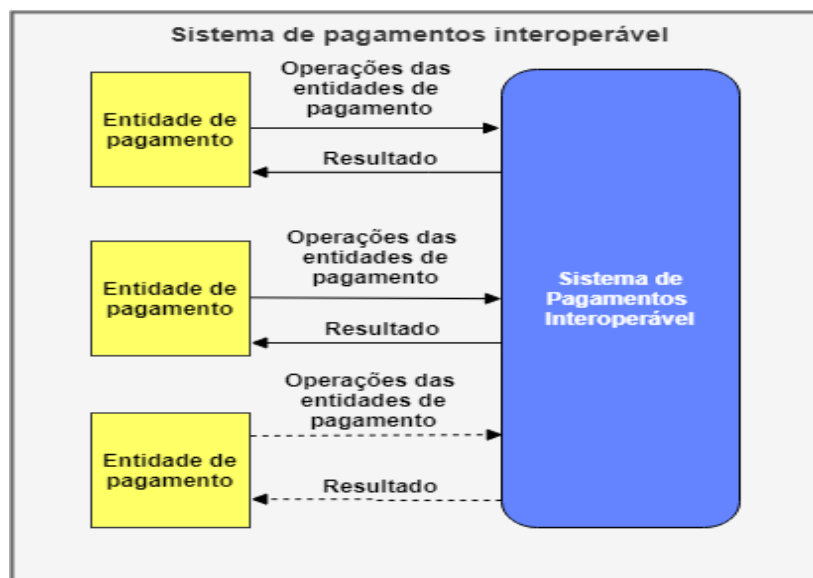 Sistema de pagamentos interoperável
Operações das
entidades de
pagamento
Entidade de
pagamento
Resultado
Operações das
entidades de
pagamento
Entidade de
pagamento
Resultado
Sistema de
Pagamentos
Interoperável
Operações das
entidades de
pagamento
Entidade de
pagamento
Resultado